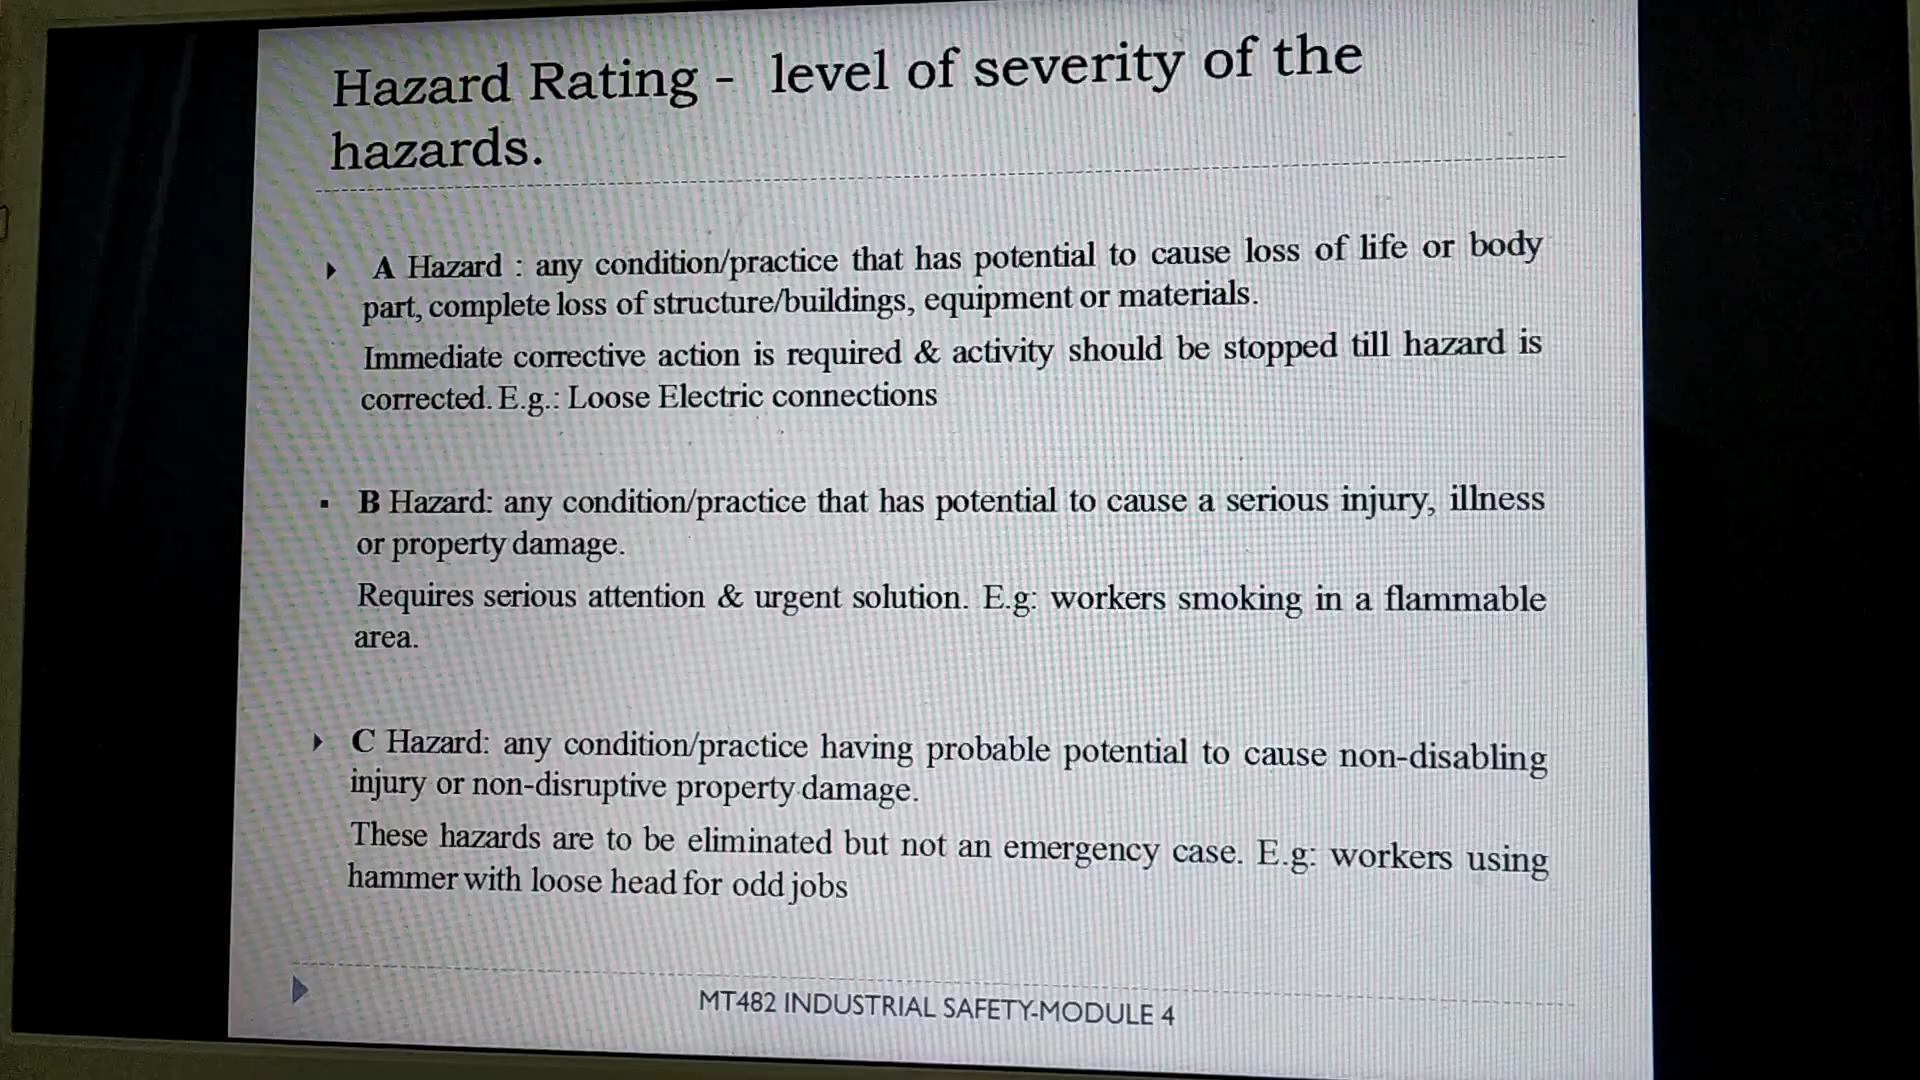 Hazard Rating - level of severity of the
hazards.
A Hazard : any condition/practice that has potential to cause loss of life or body
part, complete loss of structure/buildings, equipment or materials.
Immediate corrective action is required & activity should be stopped till hazard is
corrected. E.g.: Loose Electric connections
B Hazard: any condition/practice that has potential to cause a serious injury, illness
or property damage.
Requires serious attention & urgent solution. E.g: workers smoking in a flammable
area.
C Hazard: any condition/practice having probable potential to cause non-disabling
injury or non-disruptive property damage.
These hazards are to be eliminated but not an emergency case. E.g: workers using
hammer with loose head for odd jobs
MT482 INDUSTRIAL SAFETY-MODULE 4